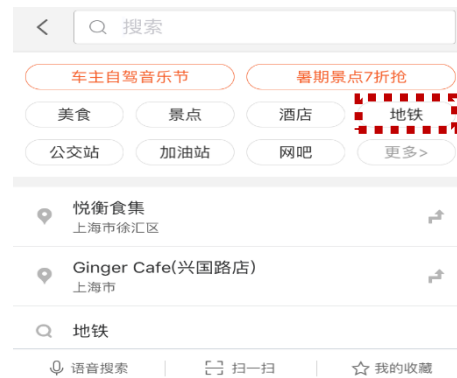 搜索
车主自驾音乐节 暑期景点7折抢
美食 景点 酒店 地铁
公交站 加油站 网吧 更多>
悦衡食集
上海市徐汇区
Ginger Cafe(兴国路店)
上海市
地铁
语音搜索 扫一扫 我的收藏